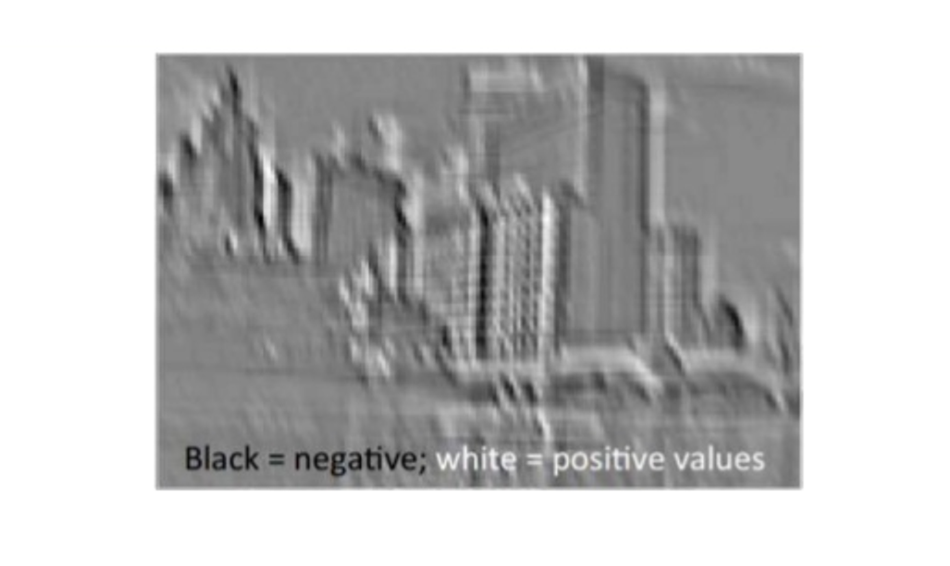 Black = negative; white = positive values